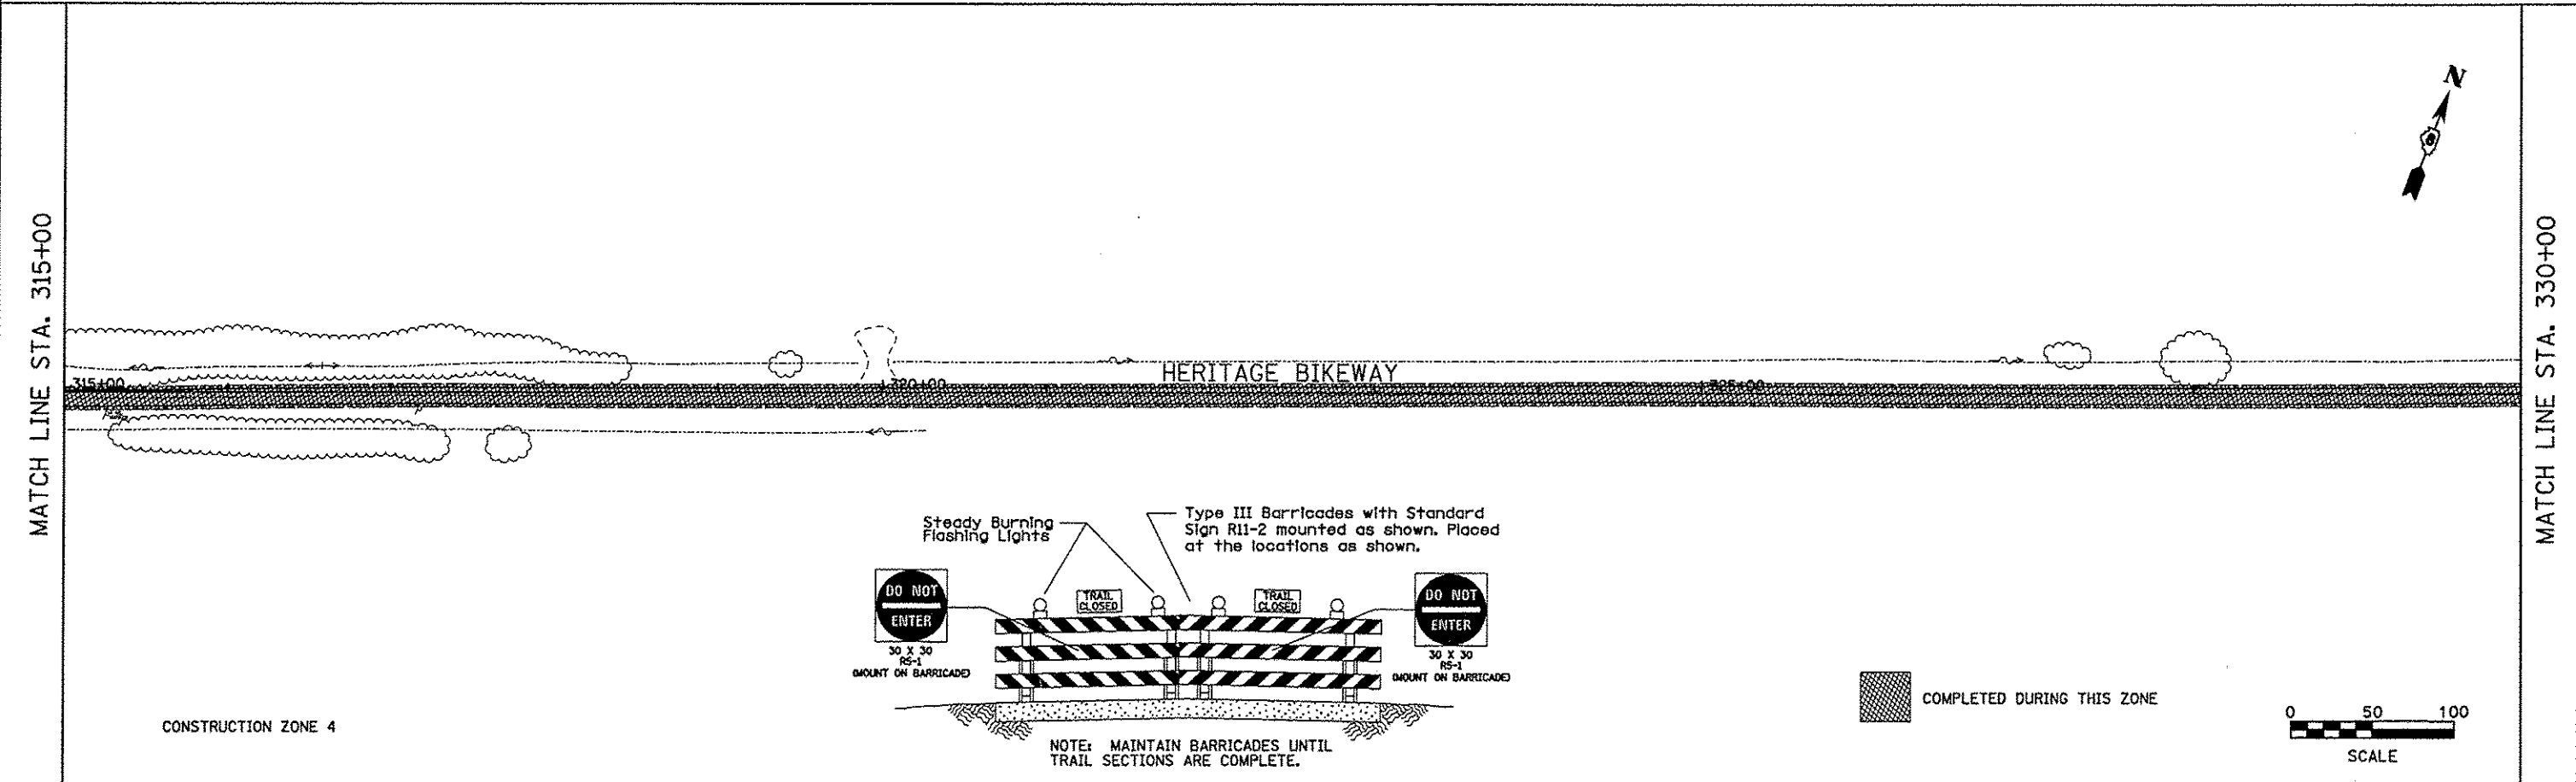 N
MATCH LINE STA. 315+00
MATCH LINE STA. 330+00
315+00
320+00
HERITAGE BIKEWAY
325+00
Steady Burning
Flashing Lights
Type III Barricades with Standard
Sign R11-2 mounted as shown. Placed
at the locations as shown.
DO NOT
ENTER
30 X 30
R5-1
(MOUNT ON BARRICADE)
TRAIL
CLOSED
TRAIL
CLOSED
DO NOT
ENTER
30 X 30
R5-1
(MOUNT ON BARRICADE)
NOTE: MAINTAIN BARRICADES UNTIL
TRAIL SECTIONS ARE COMPLETE.
CONSTRUCTION ZONE 4
COMPLETED DURING THIS ZONE
0 50 100
SCALE